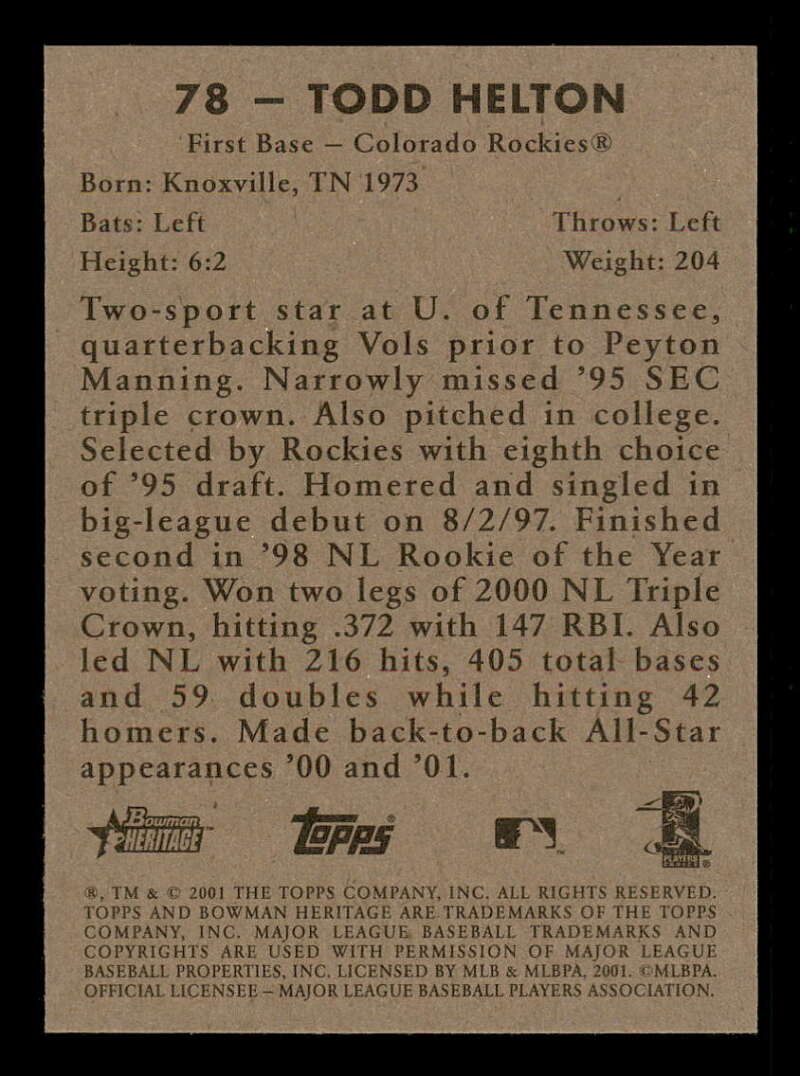 78 – TODD HELTON
First Base – Colorado Rockies®
Born: Knoxville, TN 1973
Bats: Left Throws: Left
Height: 6:2 Weight: 204
Two-sport star at U. of Tennessee,
quarterbacking Vols prior to Peyton
Manning. Narrowly missed ’95 SEC
triple crown. Also pitched in college.
Selected by Rockies with eighth choice
of ’95 draft. Homered and singled in
big-league debut on 8/2/97. Finished
second in ’98 NL Rookie of the Year
voting. Won two legs of 2000 NL Triple
Crown, hitting .372 with 147 RBI. Also
led NL with 216 hits, 405 total bases
and 59 doubles while hitting 42
homers. Made back-to-back All-Star
appearances ’00 and ’01.
Bowman
HERITAGE
Topps
PLAYERS
®, TM & © 2001 THE TOPPS COMPANY, INC. ALL RIGHTS RESERVED.
TOPPS AND BOWMAN HERITAGE ARE TRADEMARKS OF THE TOPPS
COMPANY, INC. MAJOR LEAGUE BASEBALL TRADEMARKS AND
COPYRIGHTS ARE USED WITH PERMISSION OF MAJOR LEAGUE
BASEBALL PROPERTIES, INC. LICENSED BY MLB & MLBPA, 2001. ©MLBPA.
OFFICIAL LICENSEE – MAJOR LEAGUE BASEBALL PLAYERS ASSOCIATION.